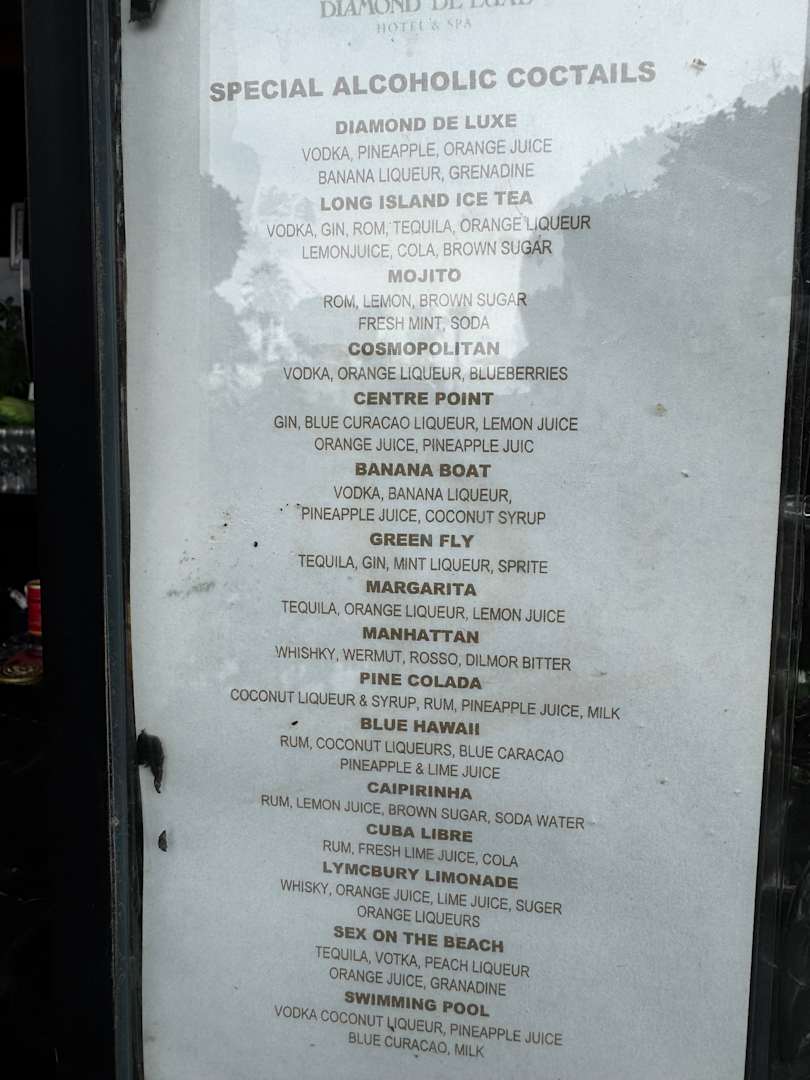 DIAMOND DE LUXE
HOTEL & SPA
SPECIAL ALCOHOLIC COCTAILS
DIAMOND DE LUXE
VODKA, PINEAPPLE, ORANGE JUICE
BANANA LIQUEUR, GRENADINE
LONG ISLAND ICE TEA
VODKA, GIN, ROM, TEQUILA, ORANGE LIQUEUR
LEMONJUICE, COLA, BROWN SUGAR
MOJITO
ROM, LEMON, BROWN SUGAR
FRESH MINT, SODA
COSMOPOLITAN
VODKA, ORANGE LIQUEUR, BLUEBERRIES
CENTRE POINT
GIN, BLUE CURACAO LIQUEUR, LEMON JUICE
ORANGE JUICE, PINEAPPLE JUIC
BANANA BOAT
VODKA, BANANA LIQUEUR,
PINEAPPLE JUICE, COCONUT SYRUP
GREEN FLY
TEQUILA, GIN, MINT LIQUEUR, SPRITE
MARGARITA
TEQUILA, ORANGE LIQUEUR, LEMON JUICE
MANHATTAN
WHISHKY, WERMUT, ROSSO, DILMOR BITTER
PINE COLADA
COCONUT LIQUEUR & SYRUP, RUM, PINEAPPLE JUICE, MILK
BLUE HAWAII
RUM, COCONUT LIQUEURS, BLUE CARACAO
PINEAPPLE & LIME JUICE
CAIPIRINHA
RUM, LEMON JUICE, BROWN SUGAR, SODA WATER
CUBA LIBRE
RUM, FRESH LIME JUICE, COLA
LYMCBURY LIMONADE
WHISKY, ORANGE JUICE, LIME JUICE, SUGER
ORANGE LIQUEURS
SEX ON THE BEACH
TEQUILA, VOTKA, PEACH LIQUEUR
ORANGE JUICE, GRANADINE
SWIMMING POOL
VODKA COCONUT LIQUEUR, PINEAPPLE JUICE
BLUE CURACAO, MILK